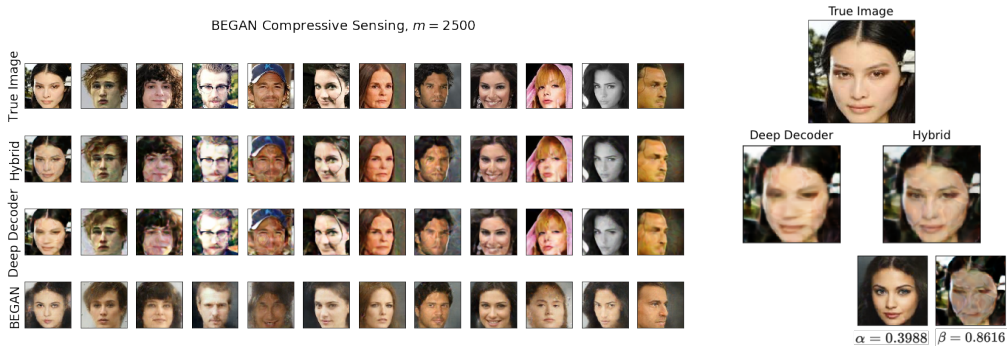 BEGAN Compressive Sensing, m = 2500
True Image
Hybrid
Deep Decoder
BEGAN
True Image
Deep Decoder
Hybrid
α = 0.3988
β = 0.8616